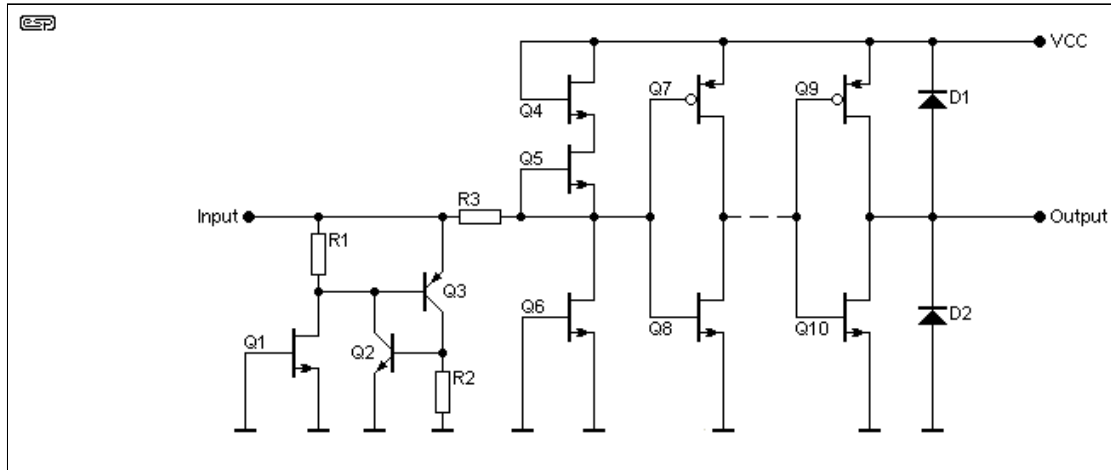 esp
VCC
Q4
Q7
Q9
D1
Q5
R3
Input
Output
R1
Q3
Q6
Q8
Q10
D2
Q1
Q2
R2